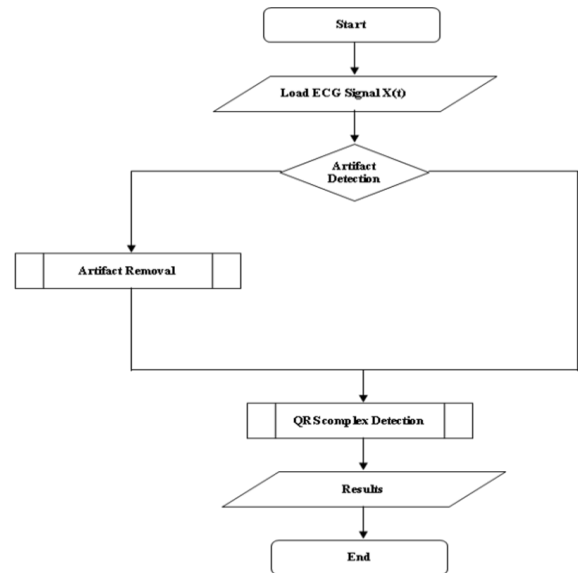 Start
Load ECG Signal X(t)
Artifact
Detection
Artifact Removal
QRS complex Detection
Results
End